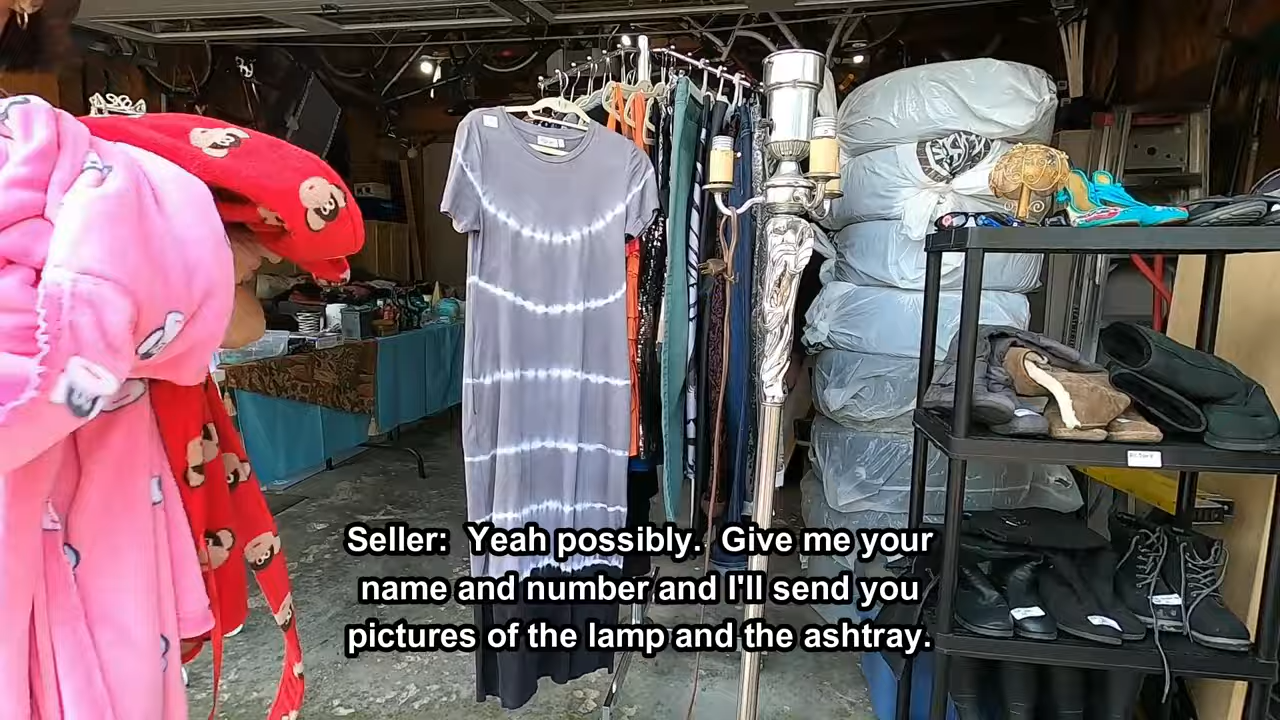 Seller:  Yeah possibly.  Give me your
name and number and I'll send you
pictures of the lamp and the ashtray.